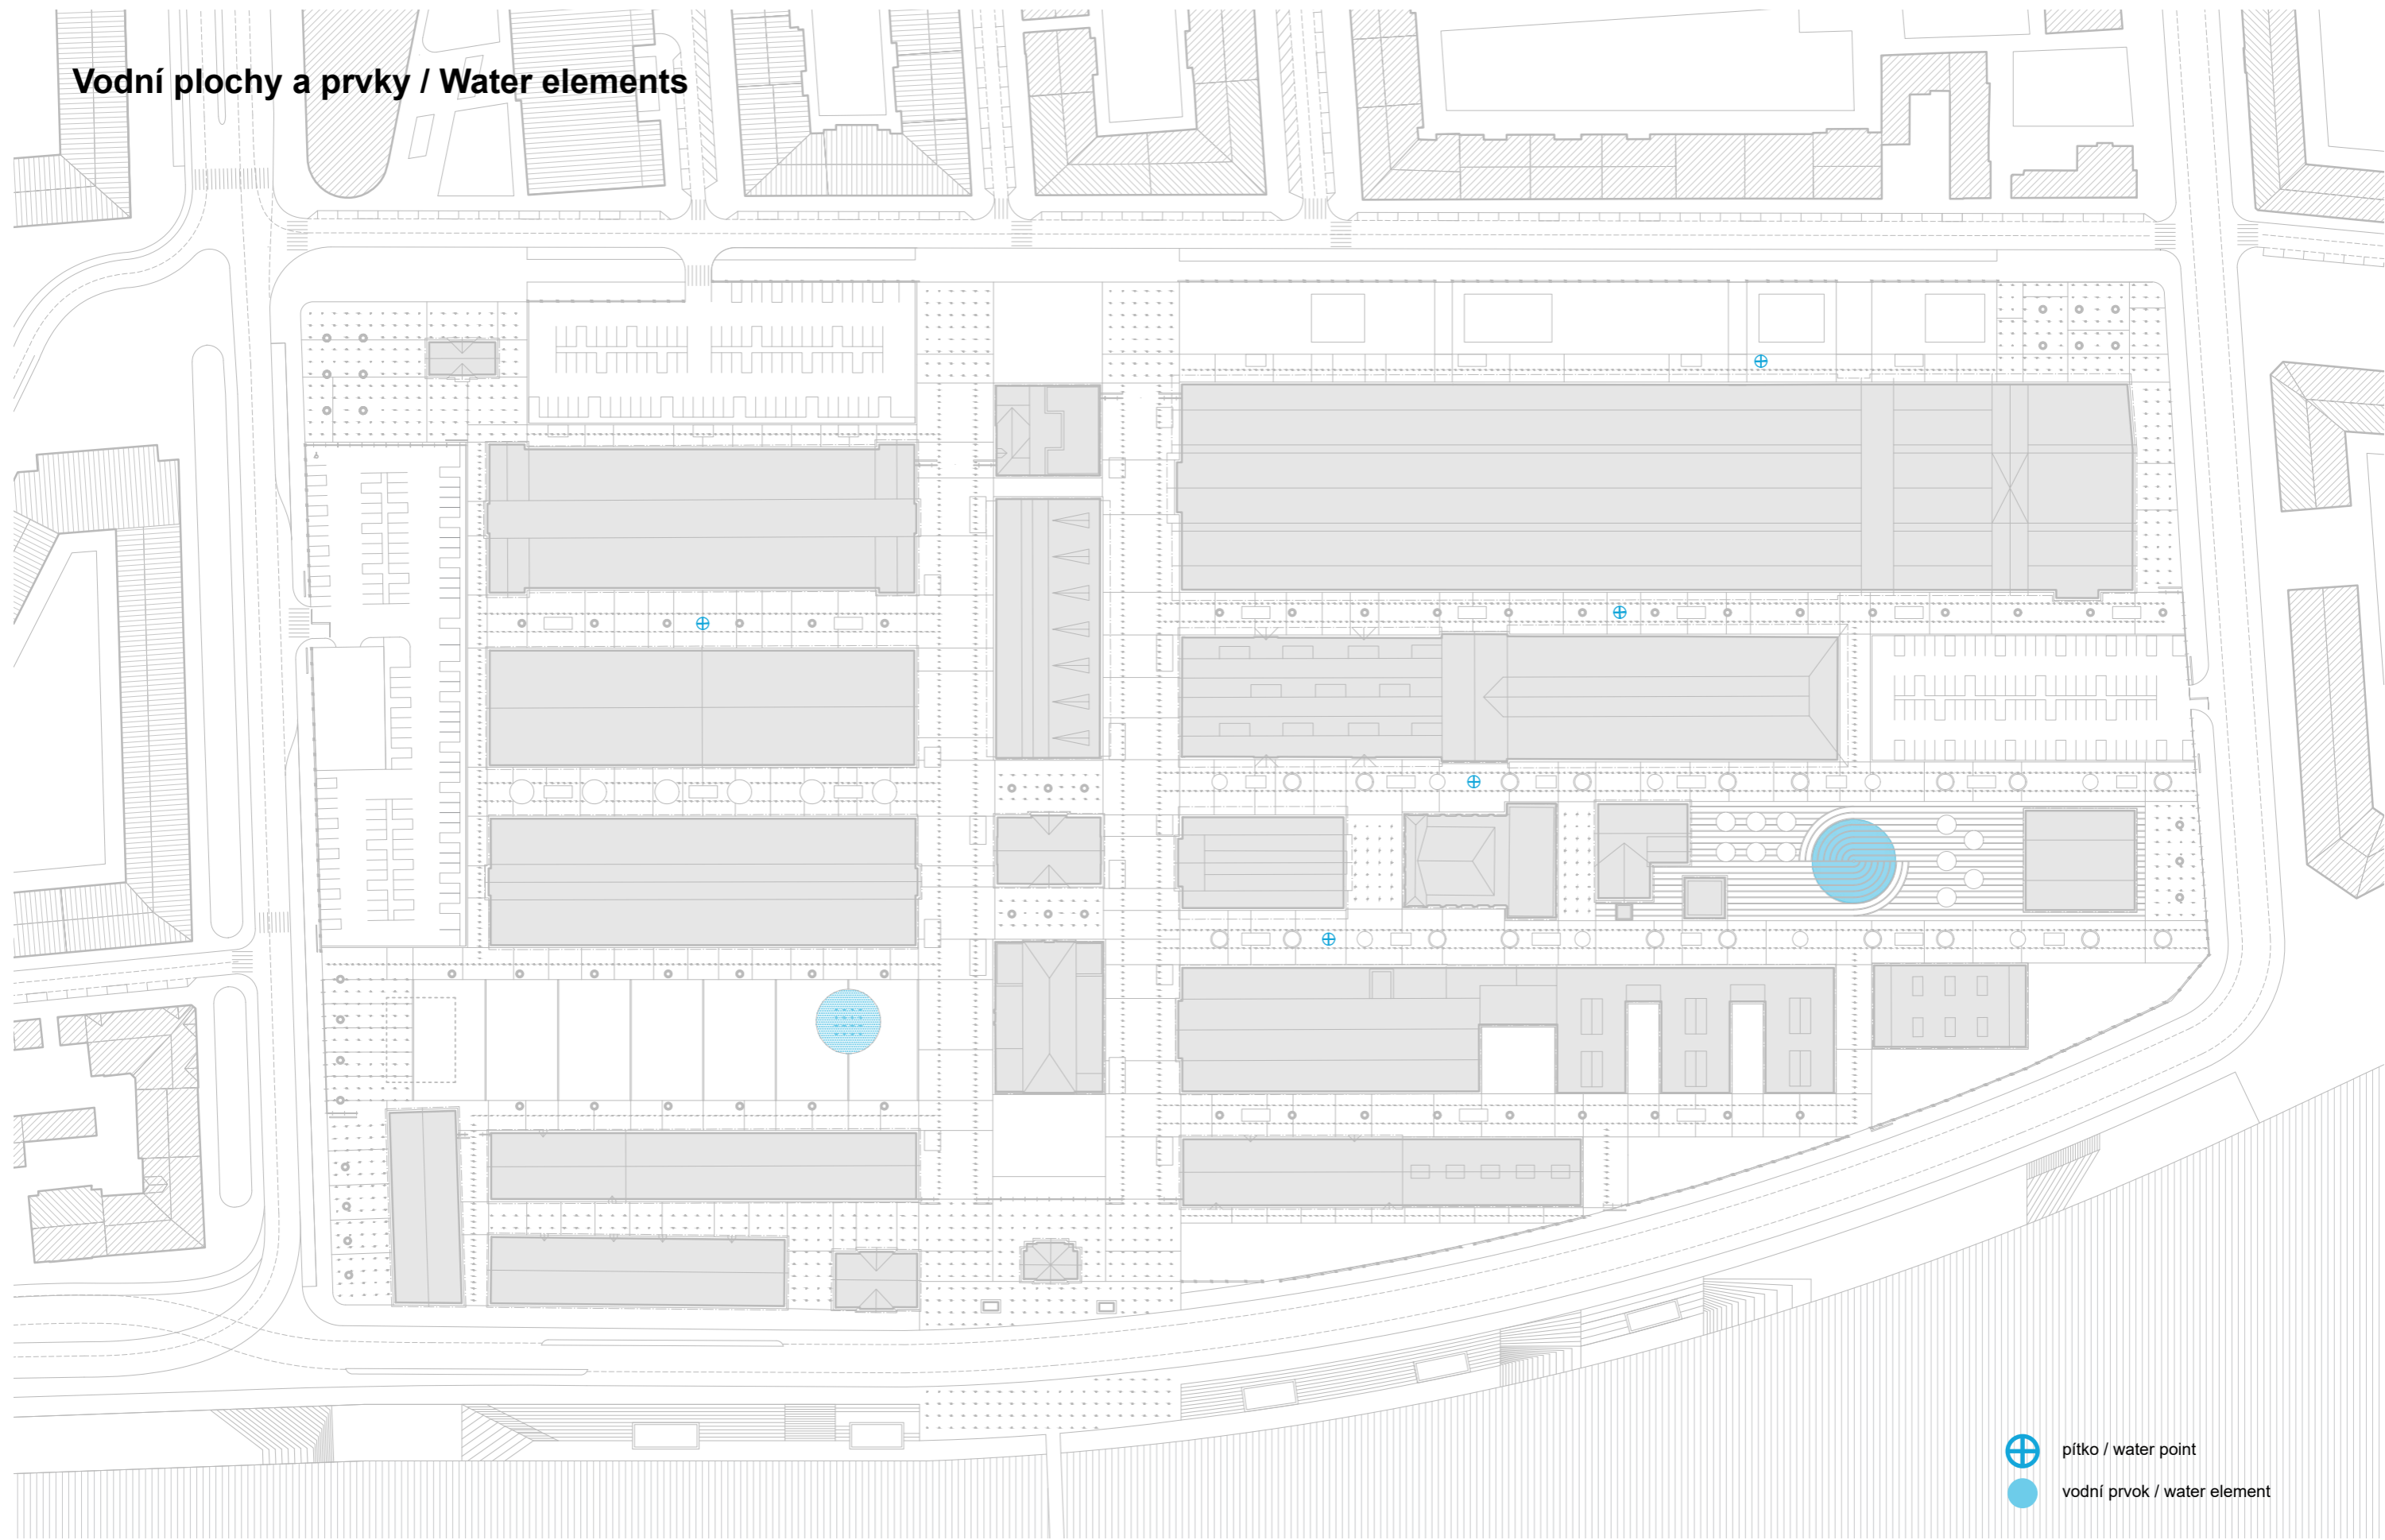 Vodní plochy a prvky / Water elements
pítko / water point
vodní prvok / water element